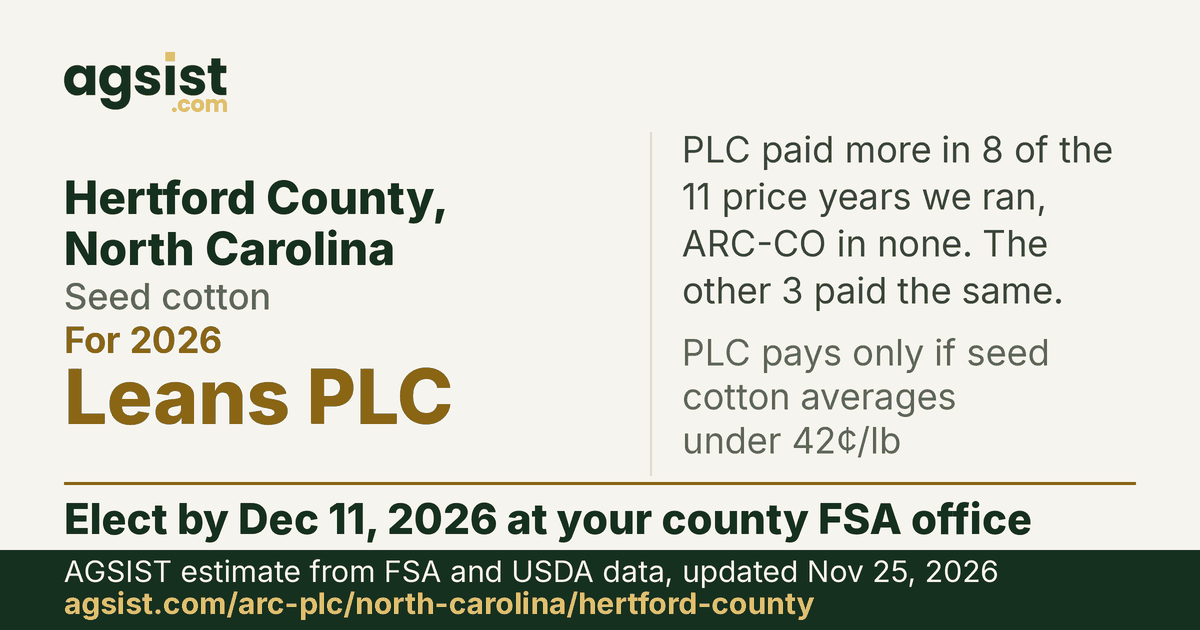 agsist
.com
Hertford County,
North Carolina
Seed cotton
For 2026
Leans PLC
PLC paid more in 8 of the
11 price years we ran,
ARC-CO in none. The
other 3 paid the same.
PLC pays only if seed
cotton averages
under 42¢/lb
Elect by Dec 11, 2026 at your county FSA office
AGSIST estimate from FSA and USDA data, updated Nov 25, 2026
agsist.com/arc-plc/north-carolina/hertford-county